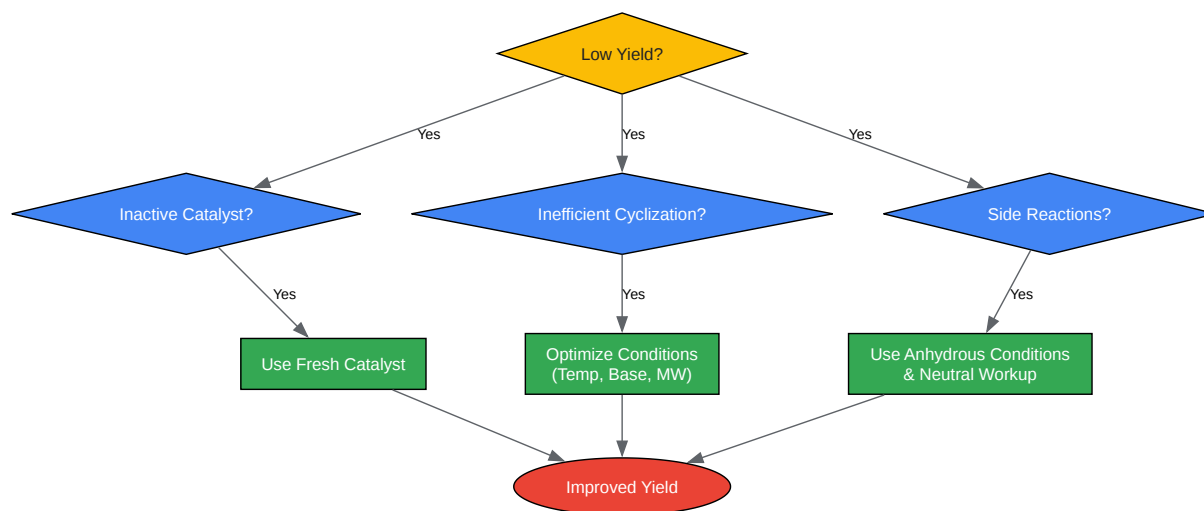 Low Yield?
Yes
Yes
Yes
Inactive Catalyst?
Inefficient Cyclization?
Side Reactions?
Yes
Yes
Yes
Use Fresh Catalyst
Optimize Conditions
(Temp, Base, MW)
Use Anhydrous Conditions
& Neutral Workup
Improved Yield